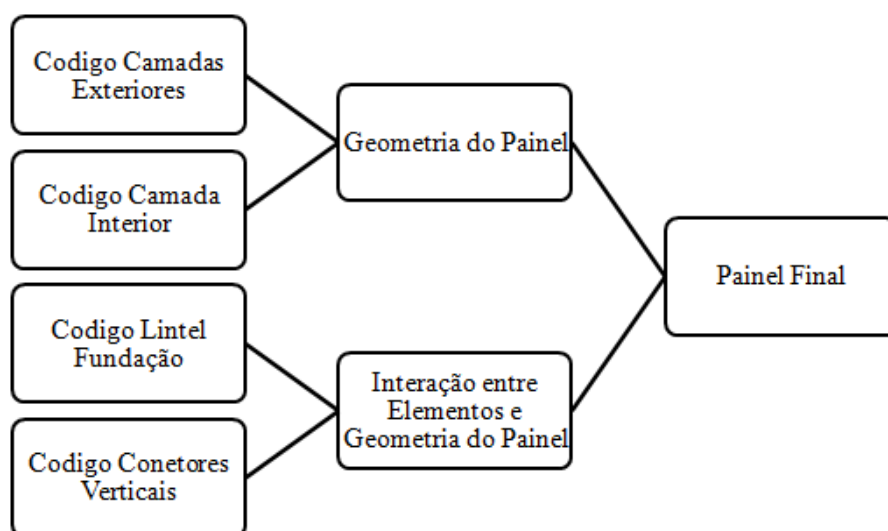 Codigo Camadas
Exteriores
Codigo Camada
Interior
Codigo Lintel
Fundação
Codigo Conetores
Verticais
Geometria do Painel
Interação entre
Elementos e
Geometria do Painel
Painel Final